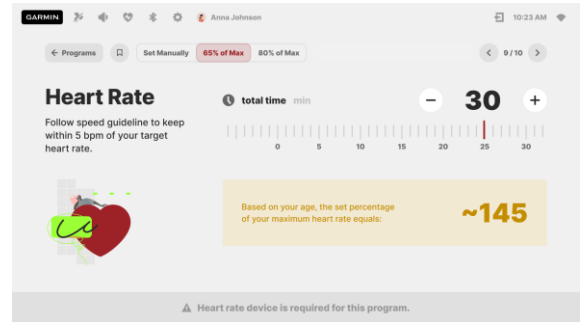 GARMIN Anna Johnson 10:23 AM
← Programs Set Manually 65% of Max 80% of Max < 9/10 >
Heart Rate
Follow speed guideline to keep
within 5 bpm of your target
heart rate.
total time min − 30 +
0 5 10 15 20 25 30
Based on your age, the set percentage
of your maximum heart rate equals:
~145
Heart rate device is required for this program.